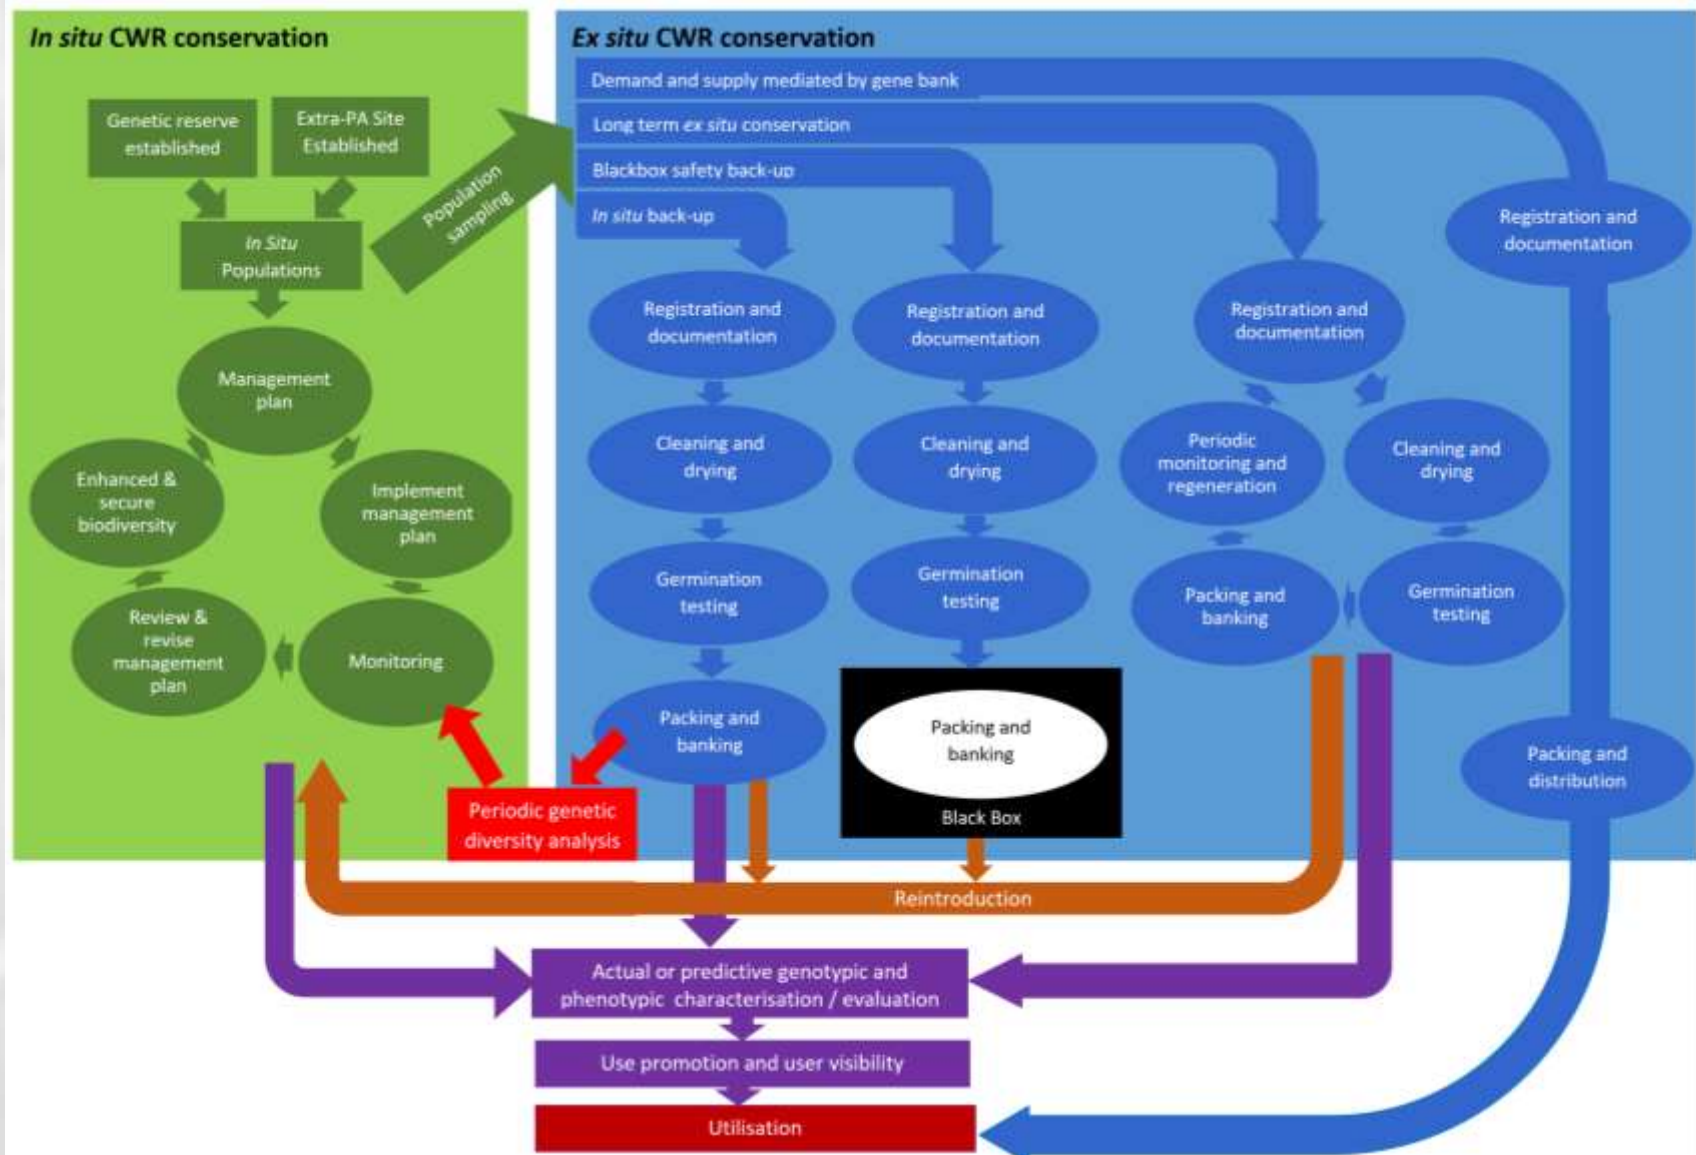 In situ CWR conservation
Genetic reserve
established
Extra-PA Site
Established
In Situ
Populations
Population
sampling
Management
plan
Enhanced &
secure
biodiversity
Implement
management
plan
Review &
revise
management
plan
Monitoring
Ex situ CWR conservation
Demand and supply mediated by gene bank
Long term ex situ conservation
Blackbox safety back-up
In situ back-up
Registration and
documentation
Cleaning and
drying
Germination
testing
Packing and
banking
Registration and
documentation
Cleaning and
drying
Germination
testing
Packing and
banking
Black Box
Registration and
documentation
Periodic
monitoring and
regeneration
Cleaning and
drying
Packing and
banking
Germination
testing
Registration and
documentation
Packing and
distribution
Periodic genetic
diversity analysis
Reintroduction
Actual or predictive genotypic and
phenotypic characterisation / evaluation
Use promotion and user visibility
Utilisation